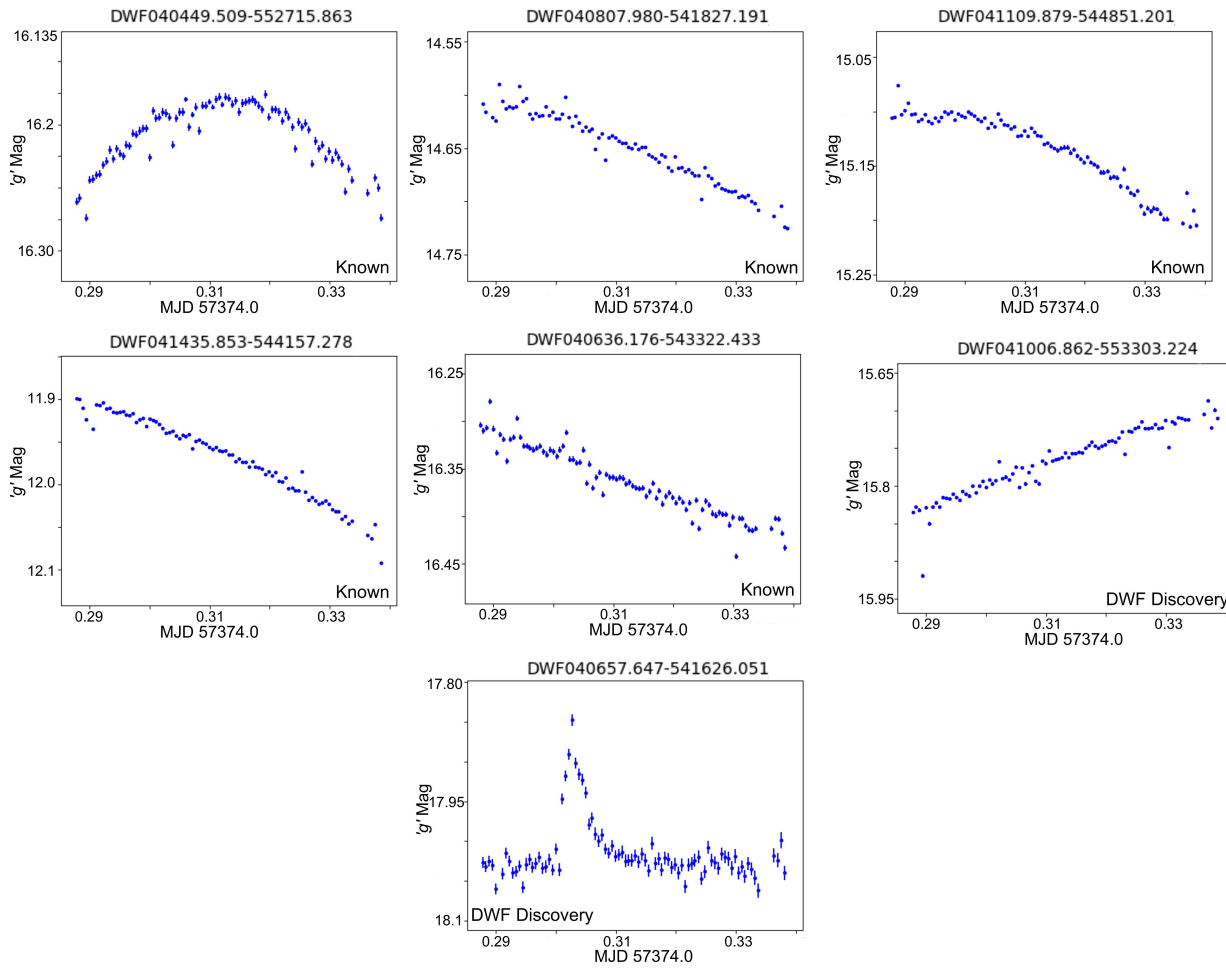 DWF040449.509-552715.863
16.135
16.2
16.30
'g' Mag
0.29 0.31 0.33
MJD 57374.0
Known
DWF040807.980-541827.191
14.55
14.65
14.75
'g' Mag
0.29 0.31 0.33
MJD 57374.0
Known
DWF041109.879-544851.201
15.05
15.15
15.25
'g' Mag
0.29 0.31 0.33
MJD 57374.0
Known
DWF041435.853-544157.278
11.9
12.0
12.1
'g' Mag
0.29 0.31 0.33
MJD 57374.0
Known
DWF040636.176-543322.433
16.25
16.35
16.45
'g' Mag
0.29 0.31 0.33
MJD 57374.0
Known
DWF041006.862-553303.224
15.65
15.8
15.95
'g' Mag
0.29 0.31 0.33
MJD 57374.0
DWF Discovery
DWF040657.647-541626.051
17.80
17.95
18.1
'g' Mag
DWF Discovery
0.29 0.31 0.33
MJD 57374.0